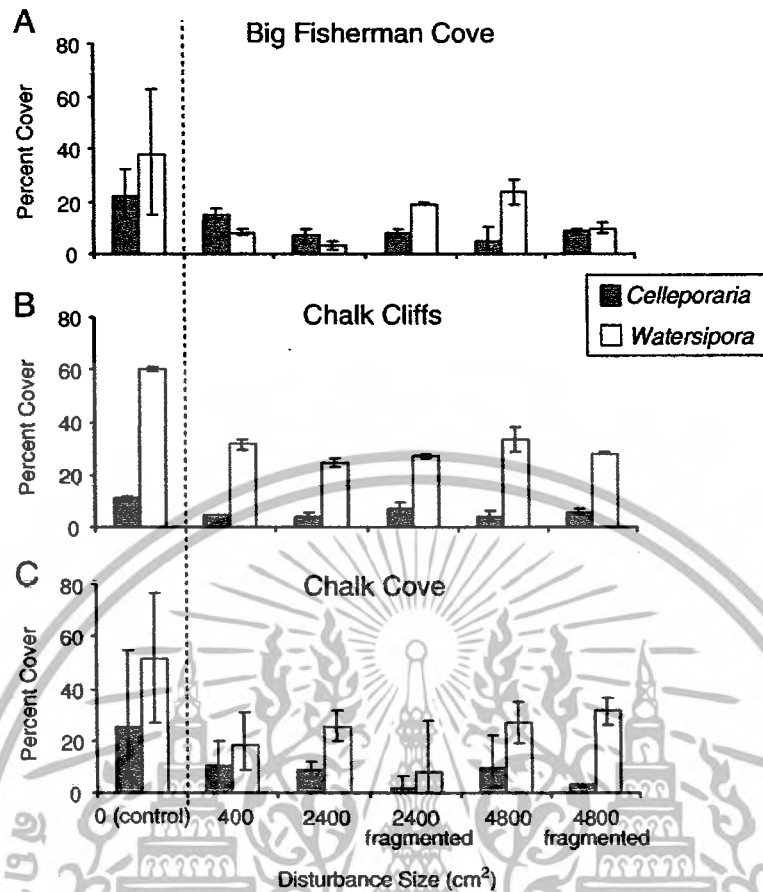 A
Big Fisherman Cove
80
60
40
20
0
Percent Cover
Celleporaria
Watersipora
B
Chalk Cliffs
80
60
40
20
0
Percent Cover
C
Chalk Cove
80
60
40
20
0
Percent Cover
0 (control) 400 2400 2400 fragmented 4800 4800 fragmented
Disturbance Size (cm²)